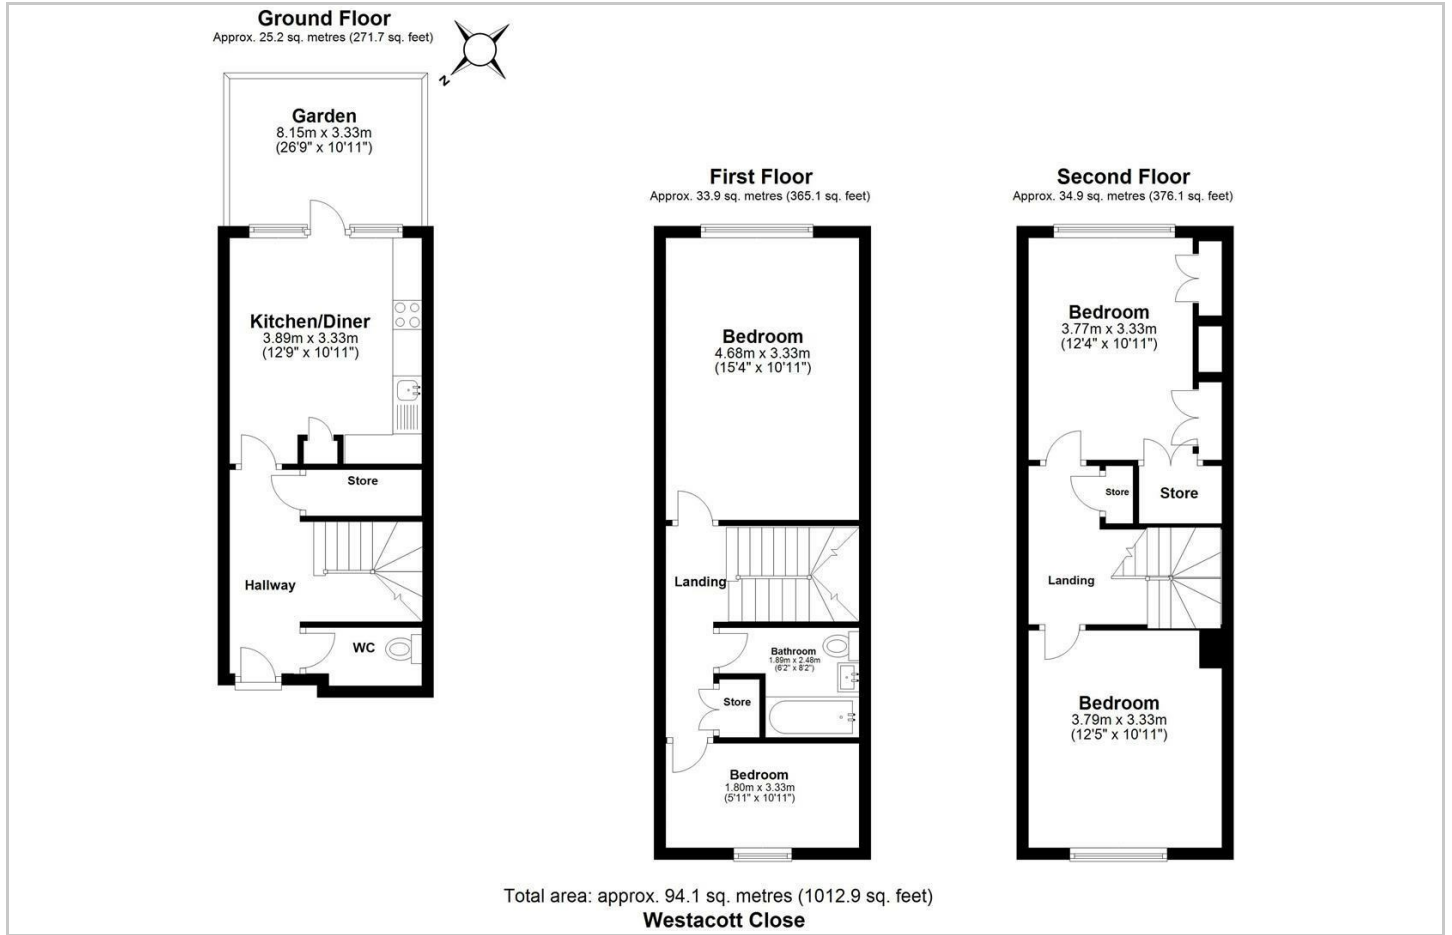 Ground Floor
Approx. 25.2 sq. metres (271.7 sq. feet)
N
Garden
8.15m x 3.33m
(26'9" x 10'11")
Kitchen/Diner
3.89m x 3.33m
(12'9" x 10'11")
Store
Hallway
WC
First Floor
Approx. 33.9 sq. metres (365.1 sq. feet)
Bedroom
4.68m x 3.33m
(15'4" x 10'11")
Landing
Bathroom
1.89m x 2.48m
(6'2" x 8'2")
Store
Bedroom
1.80m x 3.33m
(5'11" x 10'11")
Second Floor
Approx. 34.9 sq. metres (376.1 sq. feet)
Bedroom
3.77m x 3.33m
(12'4" x 10'11")
Store
Store
Landing
Bedroom
3.79m x 3.33m
(12'5" x 10'11")
Total area: approx. 94.1 sq. metres (1012.9 sq. feet)
Westacott Close